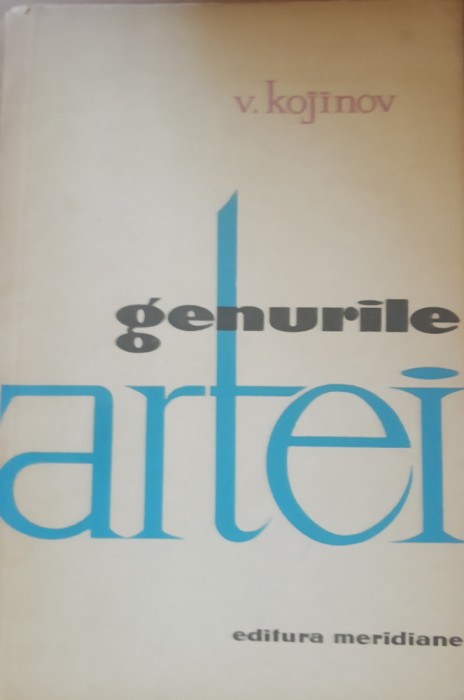 v. kojinov
genurile
artei
editura meridiane